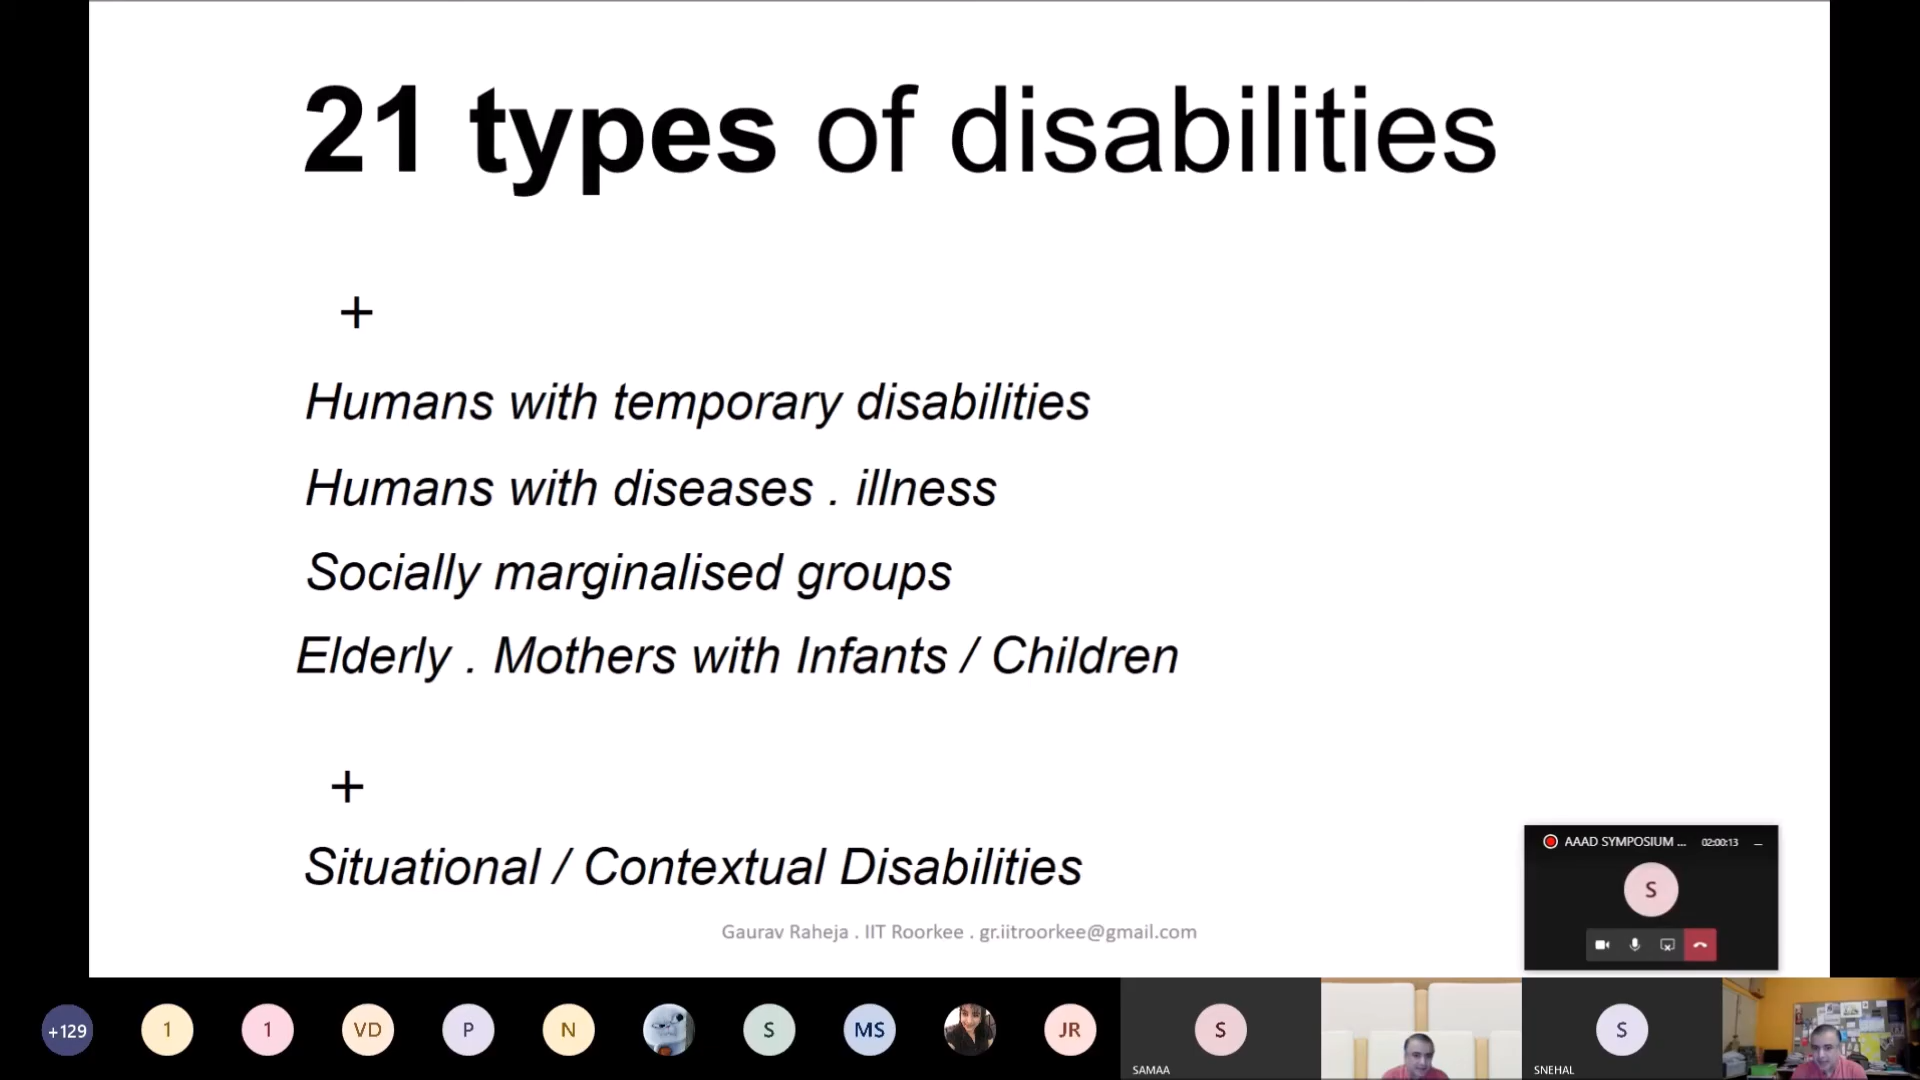 21 types of disabilities
+
Humans with temporary disabilities
Humans with diseases . illness
Socially marginalised groups
Elderly . Mothers with Infants / Children
+
Situational / Contextual Disabilities
Gaurav Raheja . IIT Roorkee . gr.iitroorkee@gmail.com
AAAD SYMPOSIUM ... 02:00:13
S
+129 1 1 VD P N S MS JR S S
SAMAA SNEHAL